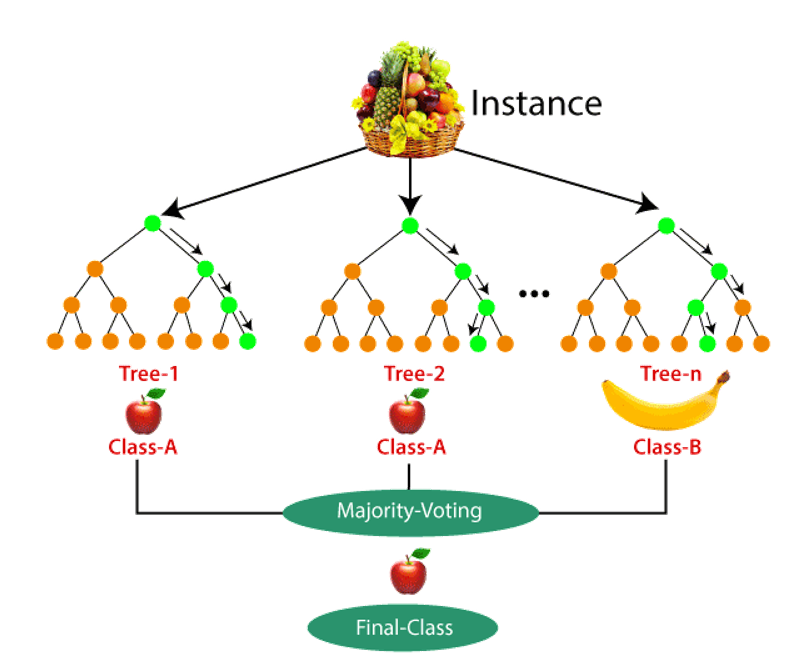 Instance
...
Tree-1
Tree-2
Tree-n
Class-A
Class-A
Class-B
Majority-Voting
Final-Class